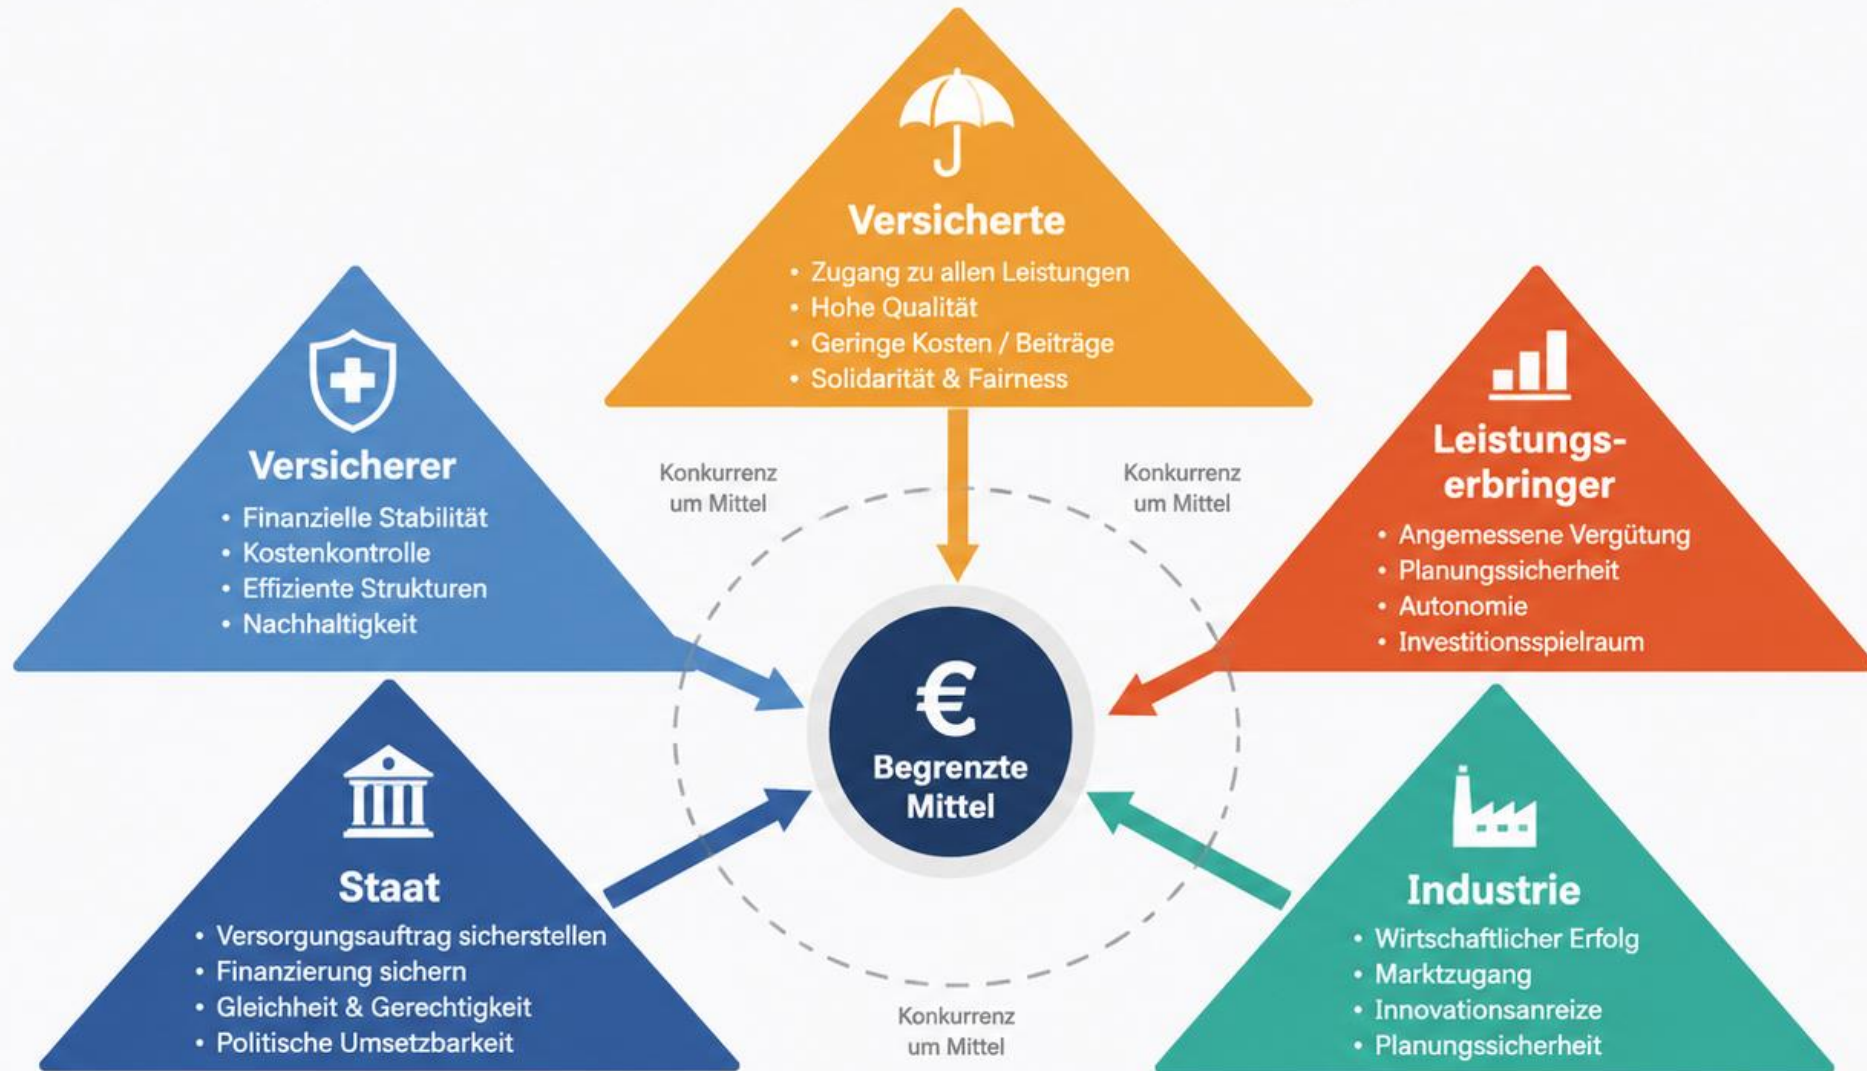 Versicherte
• Zugang zu allen Leistungen
• Hohe Qualität
• Geringe Kosten / Beiträge
• Solidarität & Fairness
Versicherer
• Finanzielle Stabilität
• Kostenkontrolle
• Effiziente Strukturen
• Nachhaltigkeit
Konkurrenz
um Mittel
Konkurrenz
um Mittel
Leistungs-
erbringer
• Angemessene Vergütung
• Planungssicherheit
• Autonomie
• Investitionsspielraum
€
Begrenzte
Mittel
Staat
• Versorgungsauftrag sicherstellen
• Finanzierung sichern
• Gleichheit & Gerechtigkeit
• Politische Umsetzbarkeit
Konkurrenz
um Mittel
Industrie
• Wirtschaftlicher Erfolg
• Marktzugang
• Innovationsanreize
• Planungssicherheit